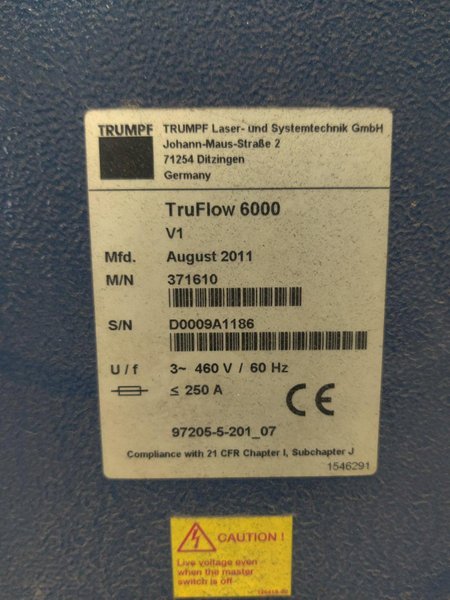 TRUMPF
TRUMPF Laser- und Systemtechnik GmbH
Johann-Maus-Straße 2
71254 Ditzingen
Germany
TruFlow 6000
V1
Mfd. August 2011
M/N 371610
S/N D0009A1186
U / f 3~ 460 V / 60 Hz
≤ 250 A
CE
97205-5-201_07
Compliance with 21 CFR Chapter I, Subchapter J
1546291
CAUTION !
Live voltage even
when the master
switch is off